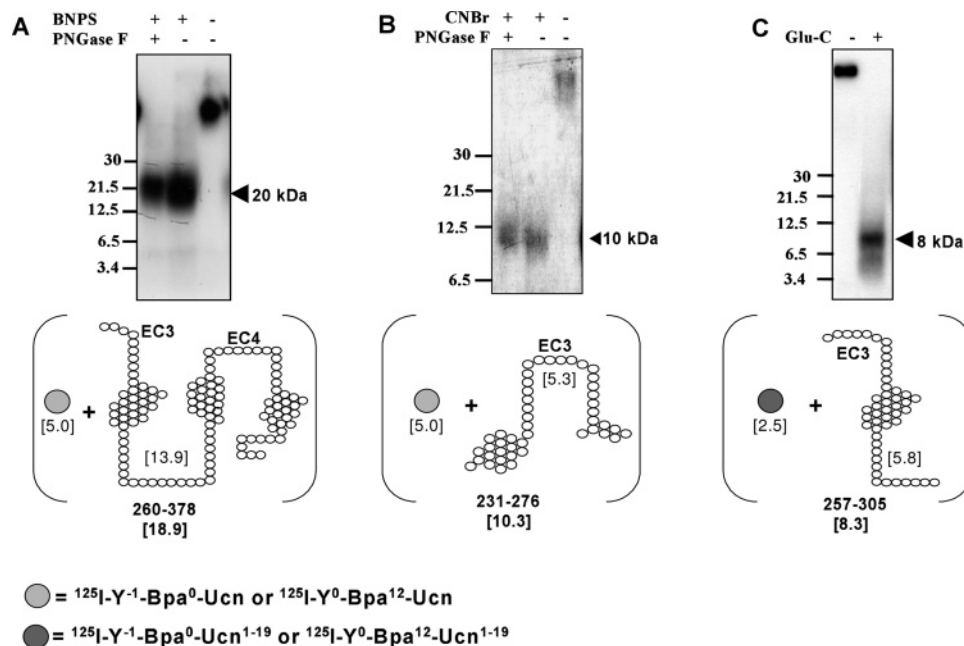 A
BNPS + + -
PNGase F + - -
30
21.5
12.5
6.5
3.4
20 kDa
EC3
EC4
[5.0]
+
[13.9]
260-378
[18.9]
B
CNBr + + -
PNGase F + - -
30
21.5
12.5
6.5
10 kDa
EC3
[5.3]
[5.0]
+
231-276
[10.3]
C
Glu-C - +
30
21.5
12.5
6.5
3.4
8 kDa
EC3
[2.5]
+
[5.8]
257-305
[8.3]
= ¹²⁵I-Y⁻¹-Bpa⁰-Ucn or ¹²⁵I-Y⁰-Bpa¹²-Ucn
= ¹²⁵I-Y⁻¹-Bpa⁰-Ucn¹⁻¹⁹ or ¹²⁵I-Y⁰-Bpa¹²-Ucn¹⁻¹⁹